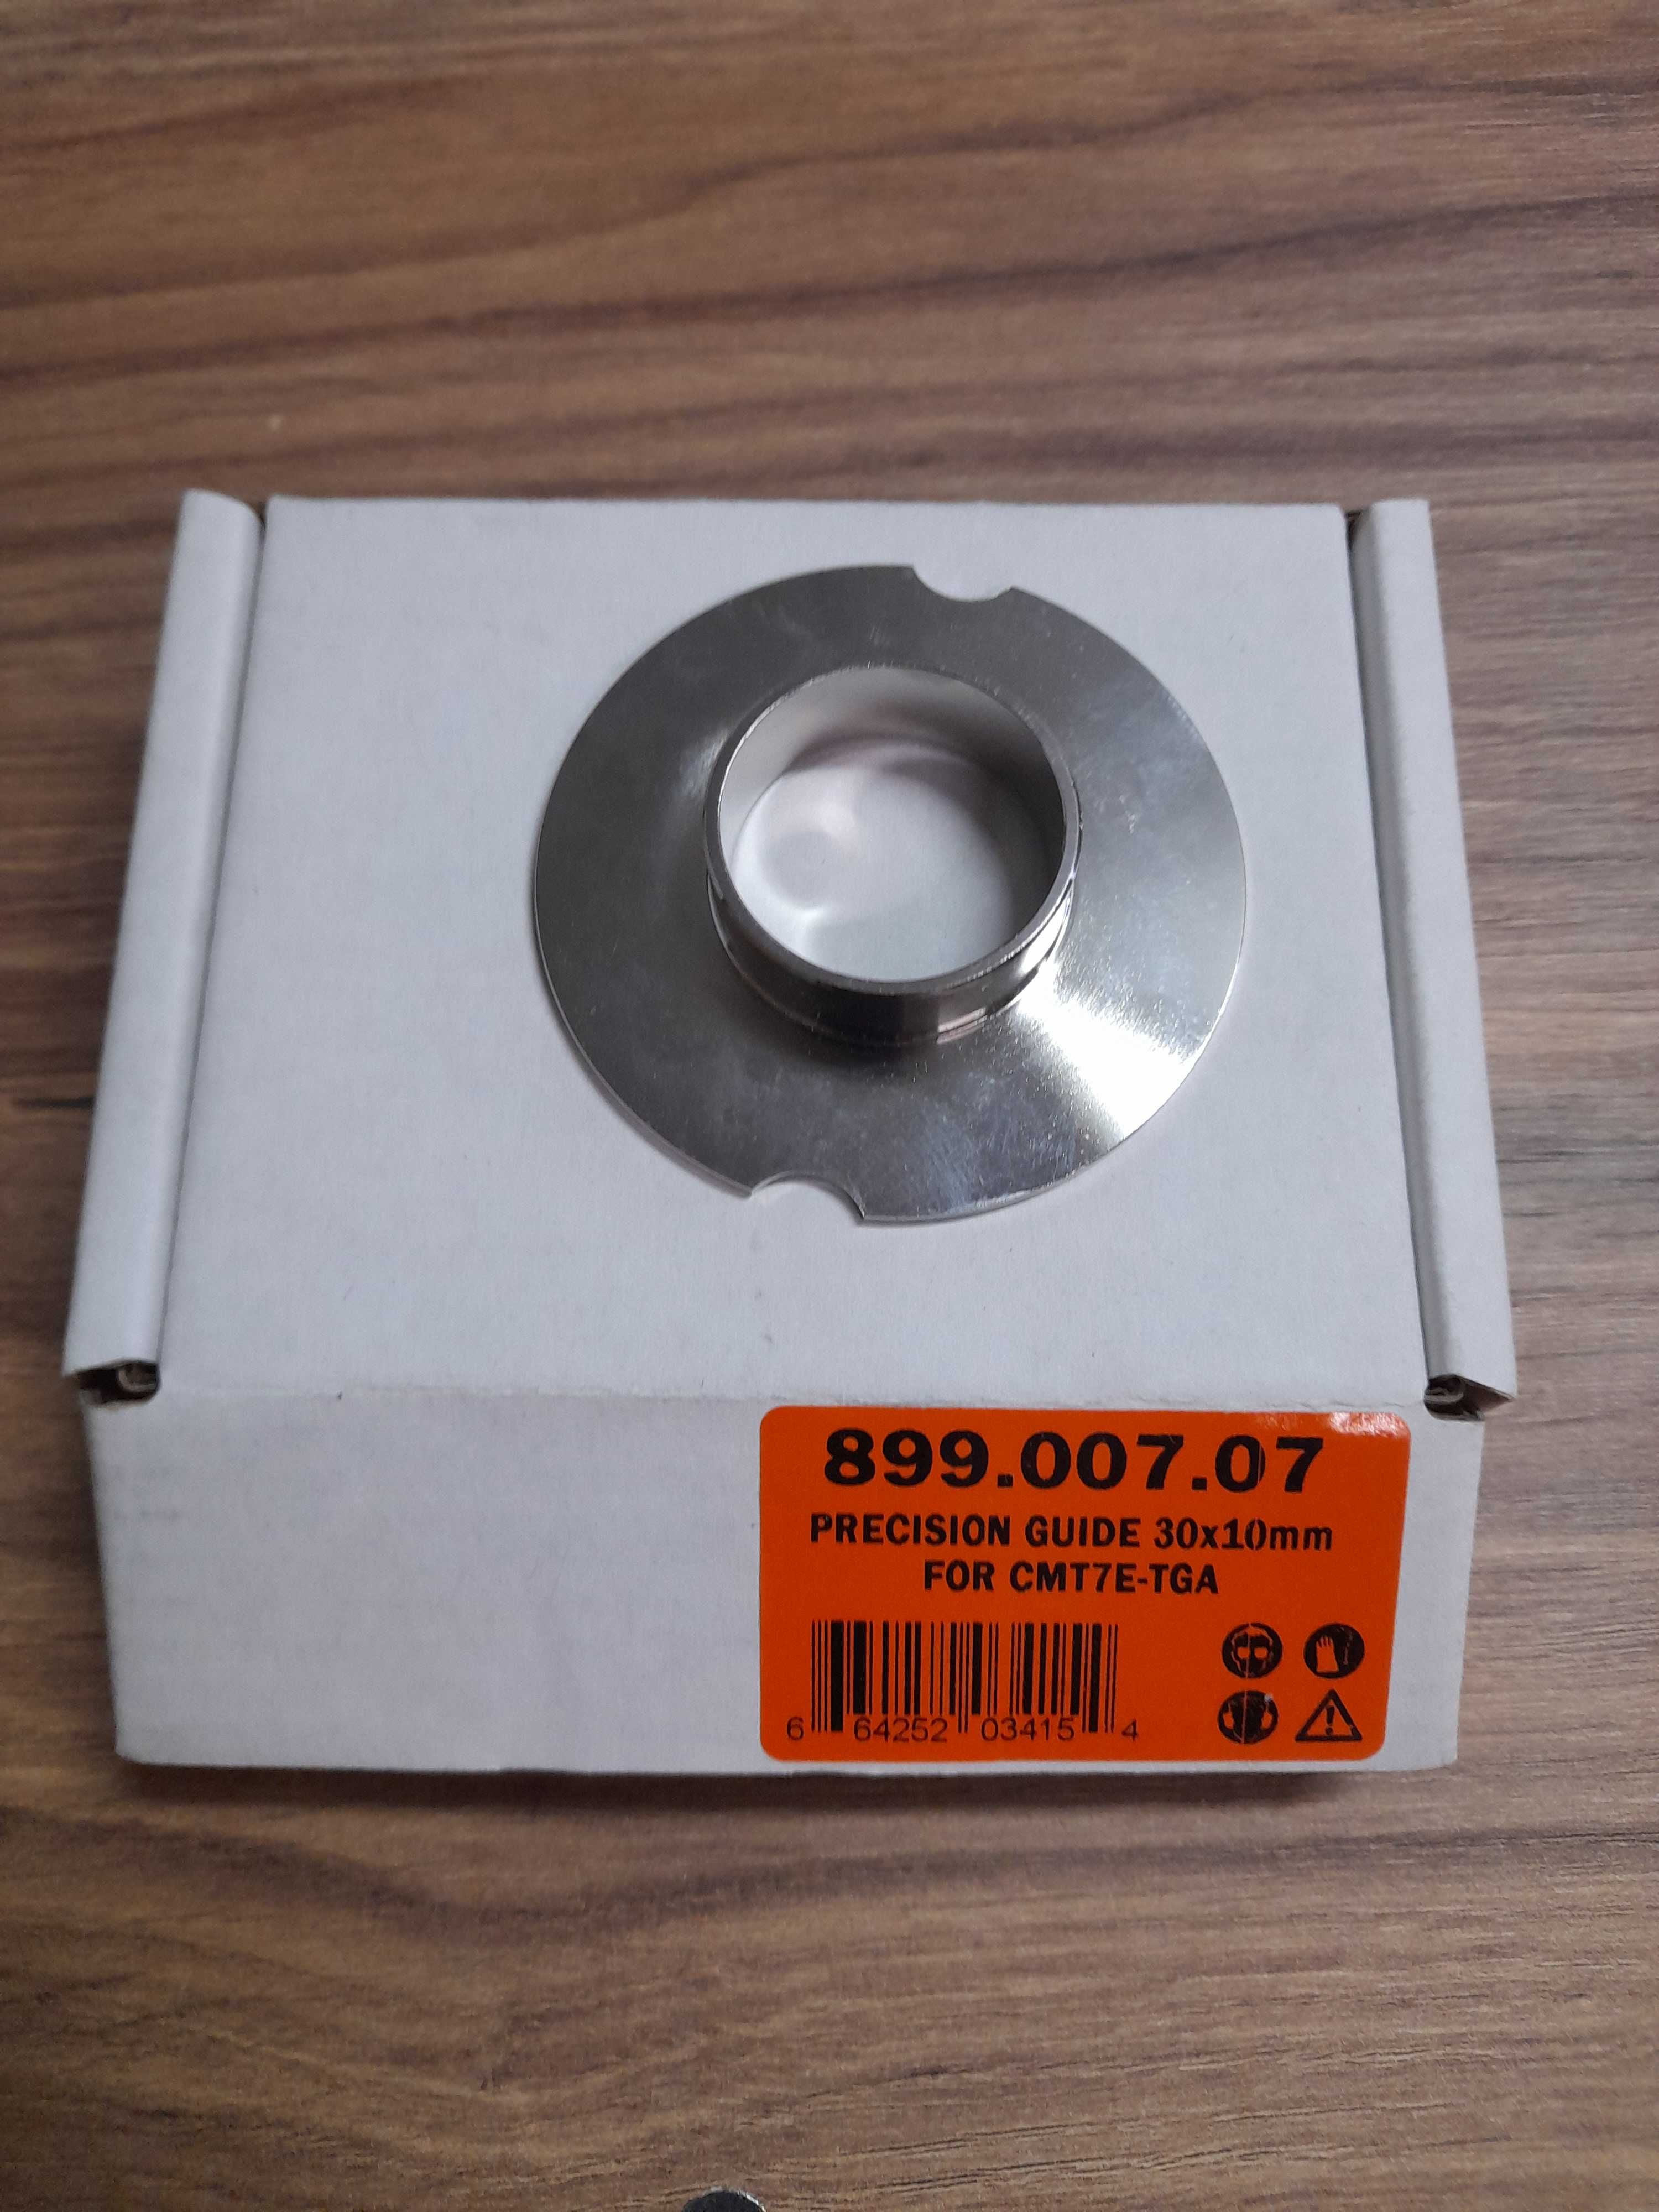 899.007.07
PRECISION GUIDE 30x10mm
FOR CMT7E-TGA
6 64252 03415 4